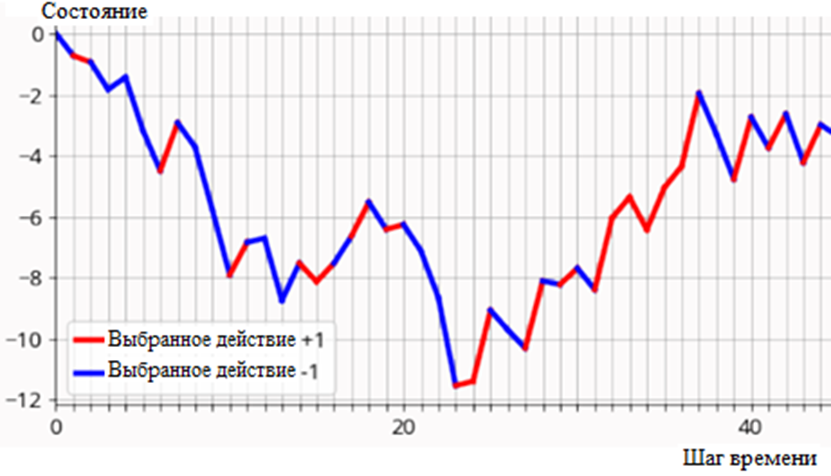 Состояние
0
−2
−4
−6
−8
−10
−12
Выбранное действие +1
Выбранное действие -1
0 20 40
Шаг времени